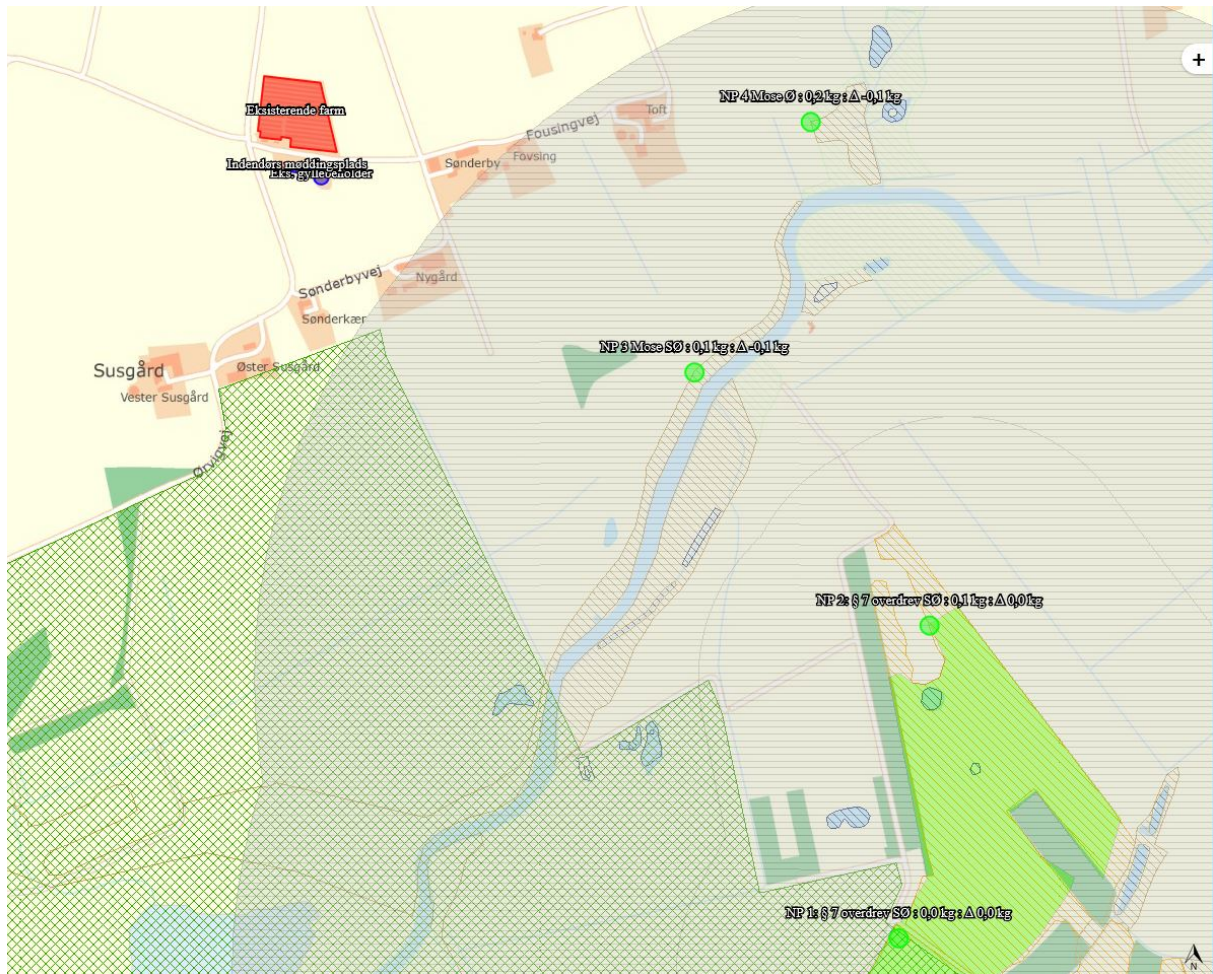 +
NP 4 Mose Ø : 0,2 kg : Δ -0,1 kg
Eksisterende farm
Toft
Fousingvej
Fovsing
Sønderby
Indendørs møddingsplads
Eks. gyllebeholder
Nygård
Sønderbyvej
Sønderkær
NP 3 Mose SØ : 0,1 kg : Δ -0,1 kg
Susgård
Øster Susgård
Vester Susgård
Ørvigvej
NP 2: § 7 overdrev SØ : 0,1 kg : Δ 0,0 kg
NP 1: § 7 overdrev SØ : 0,0 kg : Δ 0,0 kg
N